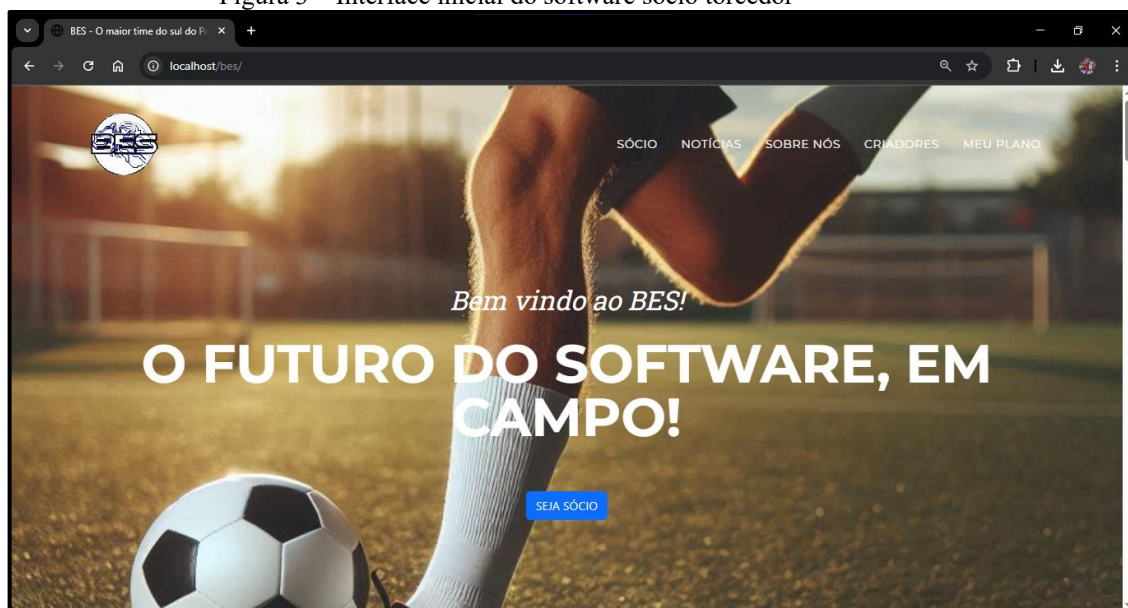 Figura 3 – Interface inicial do software sócio torcedor
BES - O maior time do sul do P
localhost/bes/
BES
SÓCIO NOTÍCIAS SOBRE NÓS CRIADORES MEU PLANO
Bem vindo ao BES!
O FUTURO DO SOFTWARE, EM
CAMPO!
SEJA SÓCIO